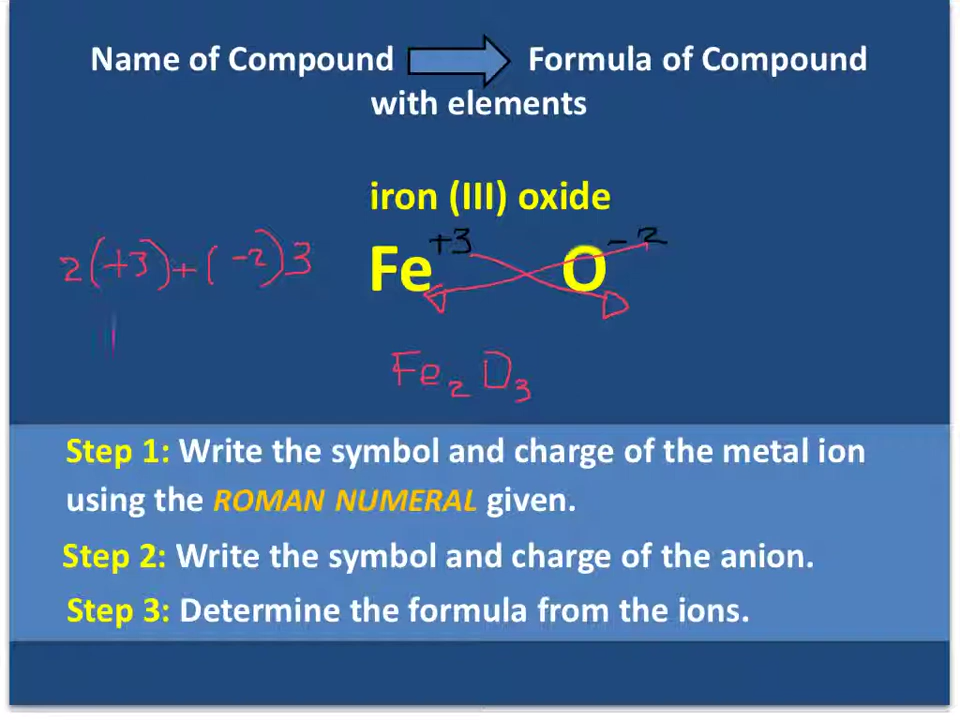 Name of Compound Formula of Compound
with elements
iron (III) oxide
Fe+3 O-2
2(+3)+(-2)3
Fe2O3
Step 1: Write the symbol and charge of the metal ion
using the ROMAN NUMERAL given.
Step 2: Write the symbol and charge of the anion.
Step 3: Determine the formula from the ions.